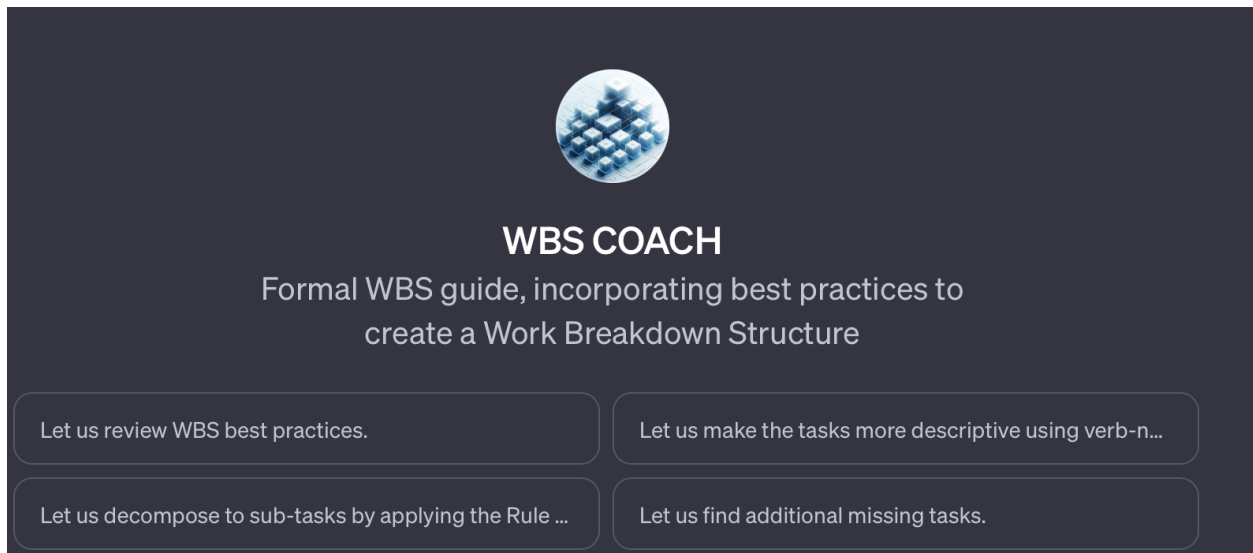 WBS COACH
Formal WBS guide, incorporating best practices to
create a Work Breakdown Structure
Let us review WBS best practices.
Let us make the tasks more descriptive using verb-n...
Let us decompose to sub-tasks by applying the Rule ...
Let us find additional missing tasks.